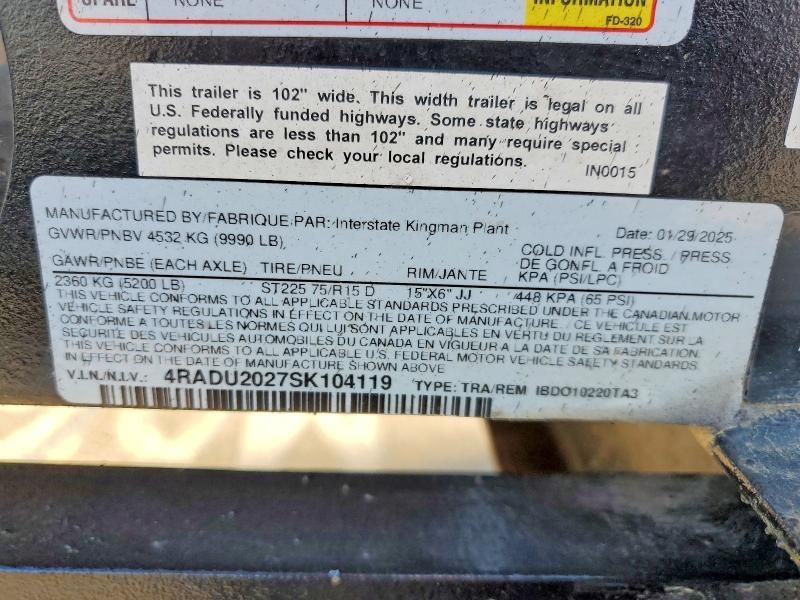 SPARE NONE NONE INFORMATION
FD-320
This trailer is 102" wide. This width trailer is legal on all
U.S. Federally funded highways. Some state highways
regulations are less than 102" and many require special
permits. Please check your local regulations.
IN0015
MANUFACTURED BY/FABRIQUE PAR: Interstate Kingman Plant Date: 01/29/2025
GVWR/PNBV 4532 KG (9990 LB)
GAWR/PNBE (EACH AXLE) TIRE/PNEU RIM/JANTE COLD INFL. PRESS./PRESS.
DE GONFL A FROID
KPA (PSI/LPC)
2360 KG (5200 LB) ST225 75/R15 D 15"X6" JJ 448 KPA (65 PSI)
THIS VEHICLE CONFORMS TO ALL APPLICABLE STANDARDS PRESCRIBED UNDER THE CANADIAN MOTOR
VEHICLE SAFETY REGULATIONS IN EFFECT ON THE DATE OF MANUFACTURE. / CE VEHICULE EST
CONFORME A TOUTES LES NORMES QUI LUI SONT APPLICABLES EN VERTU DU REGLEMENT SUR LA
SECURITE DES VEHICULES AUTOMOBILES DU CANADA EN VIGUEUR A LA DATE DE SA FABRICATION.
THIS VEHICLE CONFORMS TO ALL APPLICABLE U.S. FEDERAL MOTOR VEHICLE SAFETY STANDARDS
IN EFFECT ON THE DATE OF MANUFACTURE SHOWN ABOVE
V.I.N./N.I.V.: 4RADU2027SK104119 TYPE: TRA/REM IBDO10220TA3